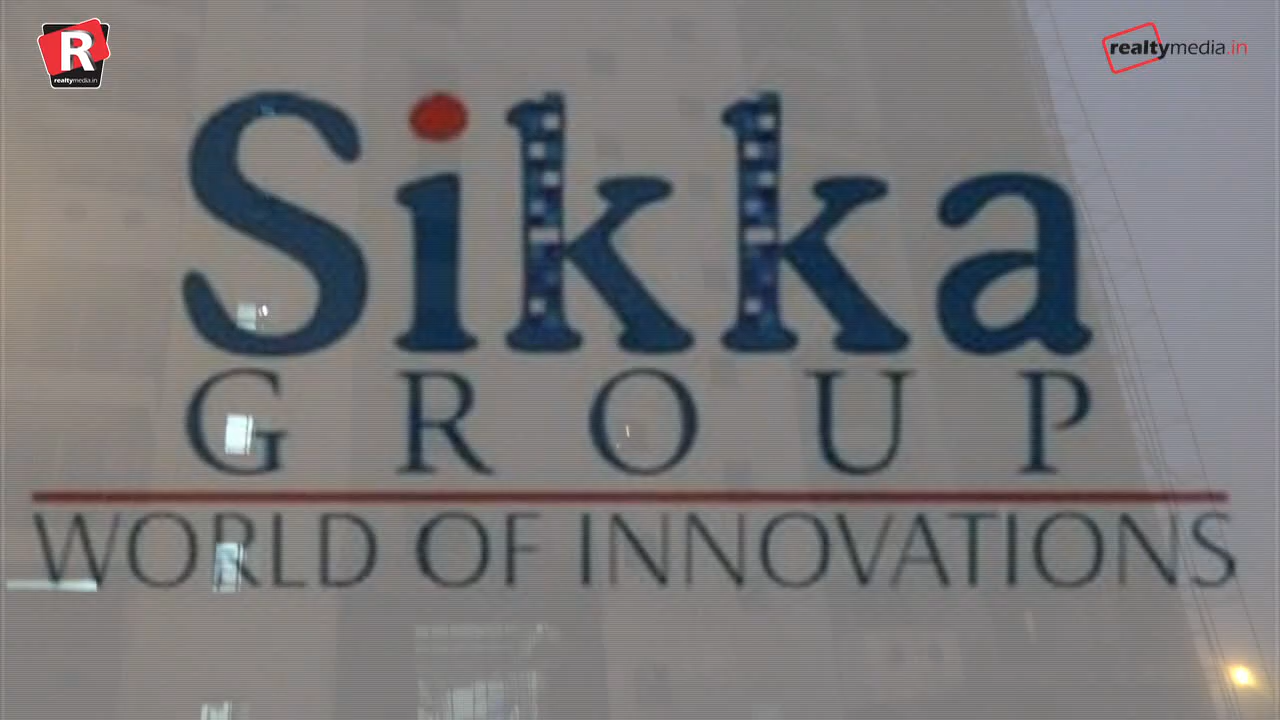 R
realtymedia.in
realtymedia.in
Sikka
GROUP
WORLD OF INNOVATIONS